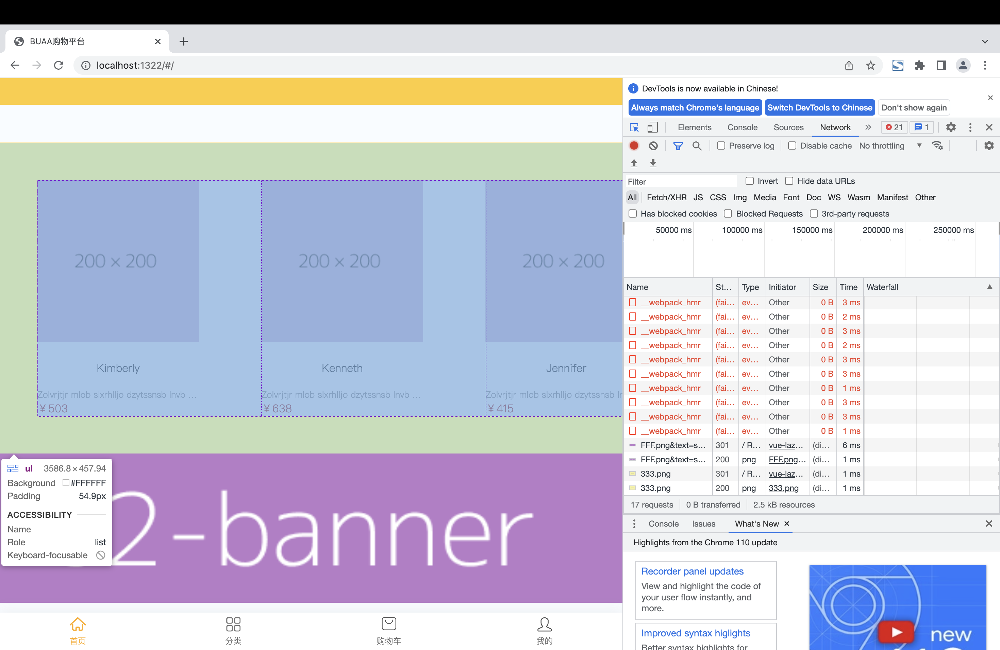 BUAA购物平台
localhost:1322/#/
DevTools is now available in Chinese!
Always match Chrome's language
Switch DevTools to Chinese
Don't show again
Elements
Console
Sources
Network
21
1
Preserve log
Disable cache
No throttling
Filter
Invert
Hide data URLs
All
Fetch/XHR
JS
CSS
Img
Media
Font
Doc
WS
Wasm
Manifest
Other
Has blocked cookies
Blocked Requests
3rd-party requests
50000 ms
100000 ms
150000 ms
200000 ms
250000 ms
Name St... Type Initiator Size Time Waterfall
__webpack_hmr (fai... ev... Other 0 B 3 ms
__webpack_hmr (fai... ev... Other 0 B 2 ms
__webpack_hmr (fai... ev... Other 0 B 3 ms
__webpack_hmr (fai... ev... Other 0 B 2 ms
__webpack_hmr (fai... ev... Other 0 B 3 ms
__webpack_hmr (fai... ev... Other 0 B 3 ms
__webpack_hmr (fai... ev... Other 0 B 1 ms
__webpack_hmr (fai... ev... Other 0 B 3 ms
__webpack_hmr (fai... ev... Other 0 B 3 ms
__webpack_hmr (fai... ev... Other 0 B 1 ms
FFF.png&text=s... 301 / R... vue-laz... (di... 6 ms
FFF.png&text=s... 200 png FFF.png... (di... 1 ms
333.png 301 / R... vue-laz... (di... 1 ms
333.png 200 png 333.png (di... 1 ms
17 requests
0 B transferred
2.5 kB resources
Console
Issues
What's New
Highlights from the Chrome 110 update
Recorder panel updates
View and highlight the code of
your user flow instantly, and
more.
Improved syntax higlights
Better syntax highlights for
new
200 × 200
200 × 200
200 × 200
Kimberly
Kenneth
Jennifer
Zolvrjtjr mlob slxrhlljo dzytssnsb lnvb ...
Zolvrjtjr mlob slxrhlljo dzytssnsb lnvb ...
Zolvrjtjr mlob slxrhlljo dzytssnsb
¥ 503
¥ 638
¥ 415
ul 3586.8×457.94
Background #FFFFFF
Padding 54.9px
ACCESSIBILITY
Name
Role list
Keyboard-focusable
2-banner
首页
分类
购物车
我的